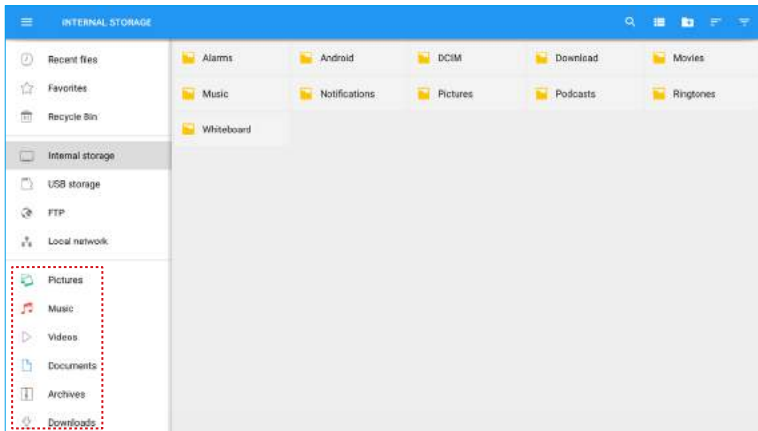 INTERNAL STORAGE
Recent files
Favorites
Recycle Bin
Internal storage
USB storage
FTP
Local network
Pictures
Music
Videos
Documents
Archives
Downloads
Alarms Android DCIM Download Movies
Music Notifications Pictures Podcasts Ringtones
Whiteboard